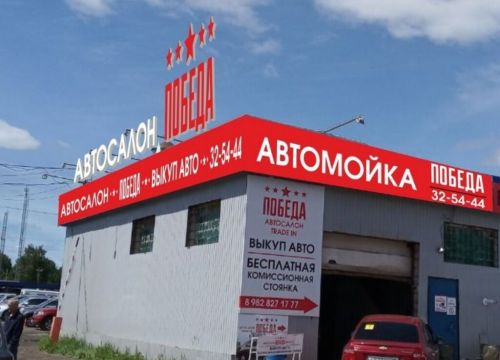 АВТОСАЛОН ПОБЕДА
АВТОСАЛОН ПОБЕДА ВЫКУП АВТО 32-54-44
АВТОМОЙКА
ПОБЕДА
32-54-44
ПОБЕДА
АВТОСАЛОН
TRADE IN
ВЫКУП АВТО
БЕСПЛАТНАЯ
КОМИССИОННАЯ
СТОЯНКА
8 982 827 17 77
ПОБЕДА